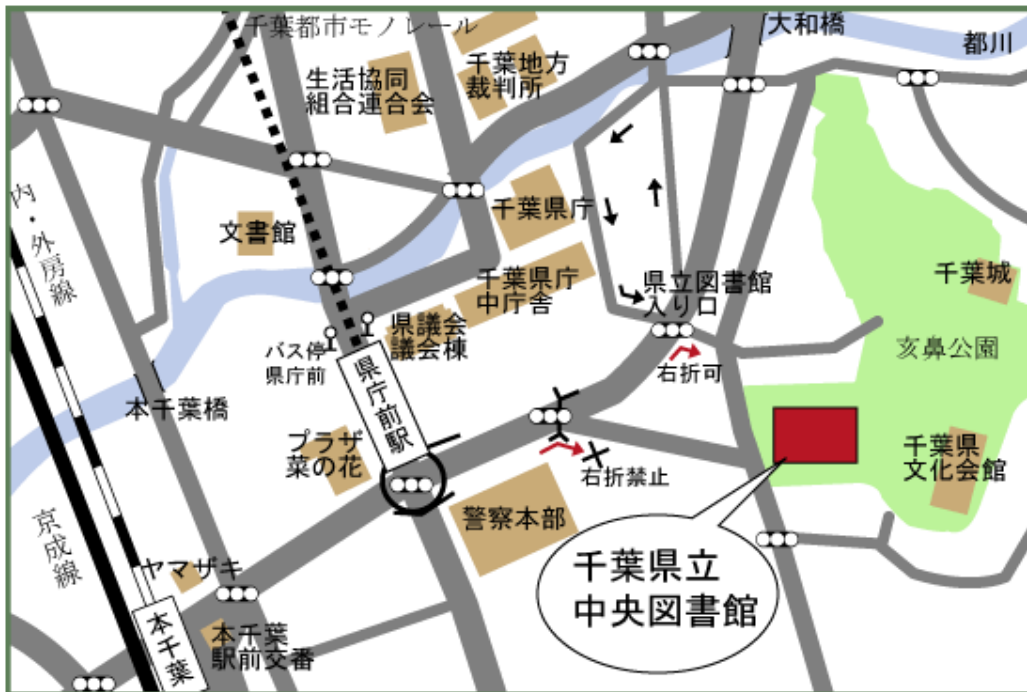 千葉都市モノレール
大和橋
都川
生活協同
組合連合会
千葉地方
裁判所
内・外房線
文書館
千葉県庁
千葉県庁
中庁舎
県立図書館
入り口
千葉城
亥鼻公園
バス停
県庁前
県議会
議会棟
右折可
本千葉橋
県庁前駅
プラザ
菜の花
右折禁止
千葉県
文化会館
警察本部
京成線
ヤマザキ
千葉県立
中央図書館
本千葉
本千葉
駅前交番